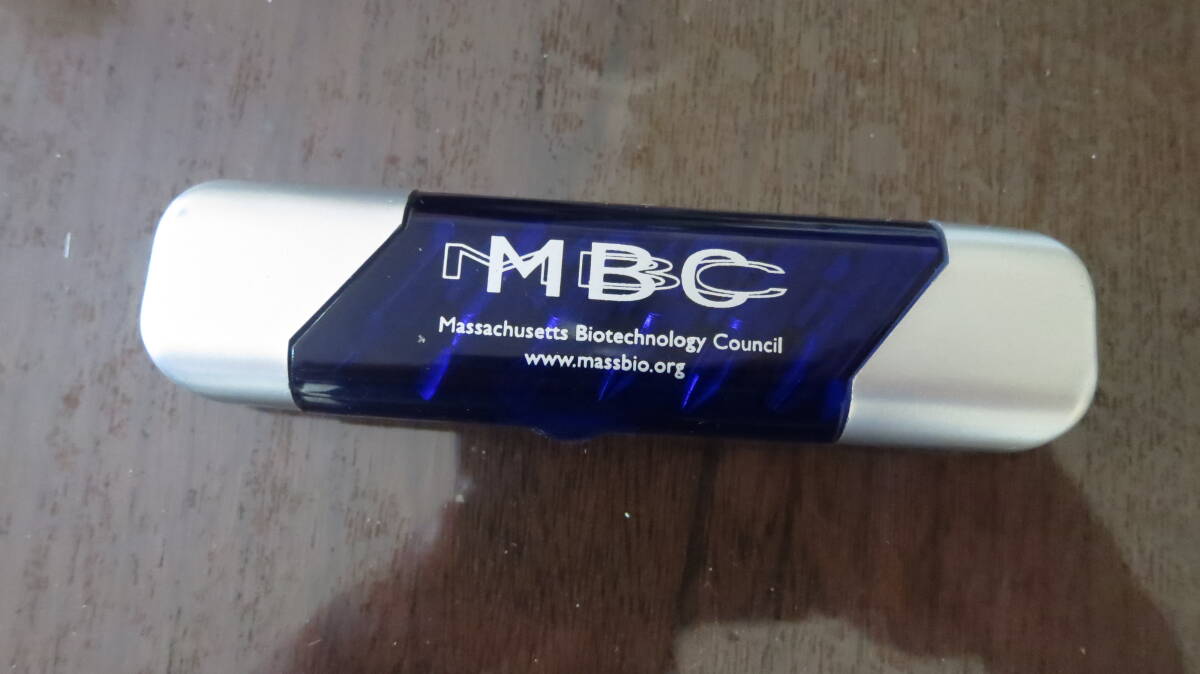 MBC
Massachusetts Biotechnology Council
www.massbio.org